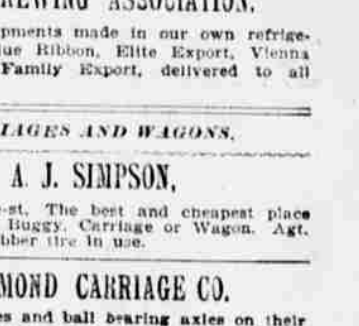 REWING ASSOCIATION.
pments made in our own refrige-
lue Ribbon, Elite Export, Vienna
Family Export, delivered to all
IAGES AND WAGONS.
A. J. SIMPSON,
-st. The best and cheapest place
Buggy, Carriage or Wagon. Agt.
bber tire in use.
MOND CARRIAGE CO.
es and ball bearing axles on their